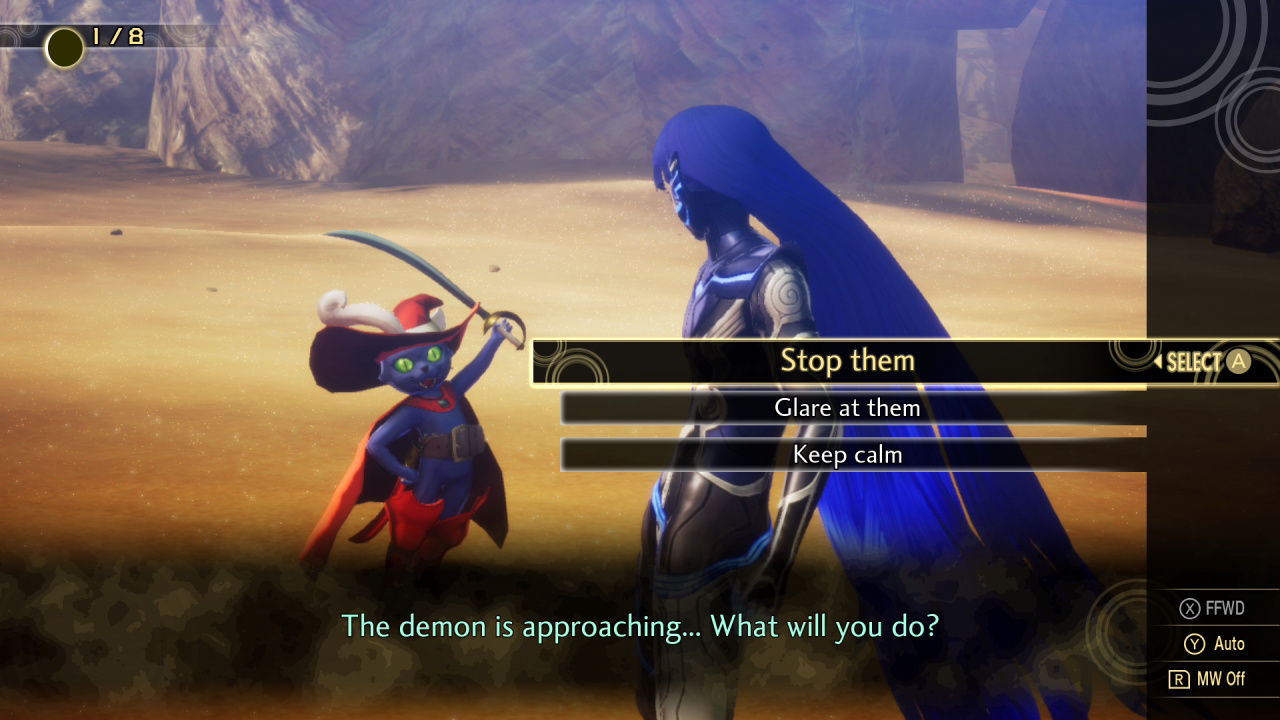 1/8
Stop them
SELECT A
Glare at them
Keep calm
The demon is approaching... What will you do?
X FFWD
Y Auto
R MW Off